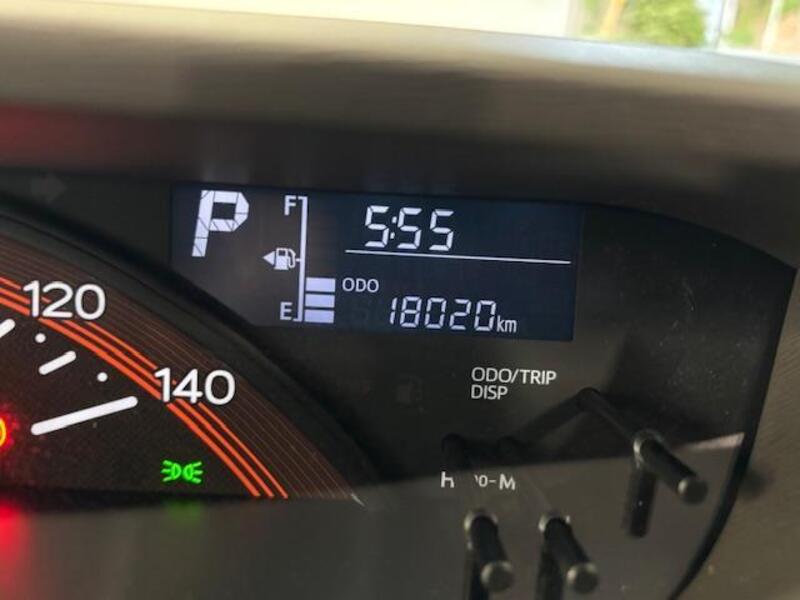 P
F
5:55
E
ODO
18020km
120
140
ODO/TRIP
DISP